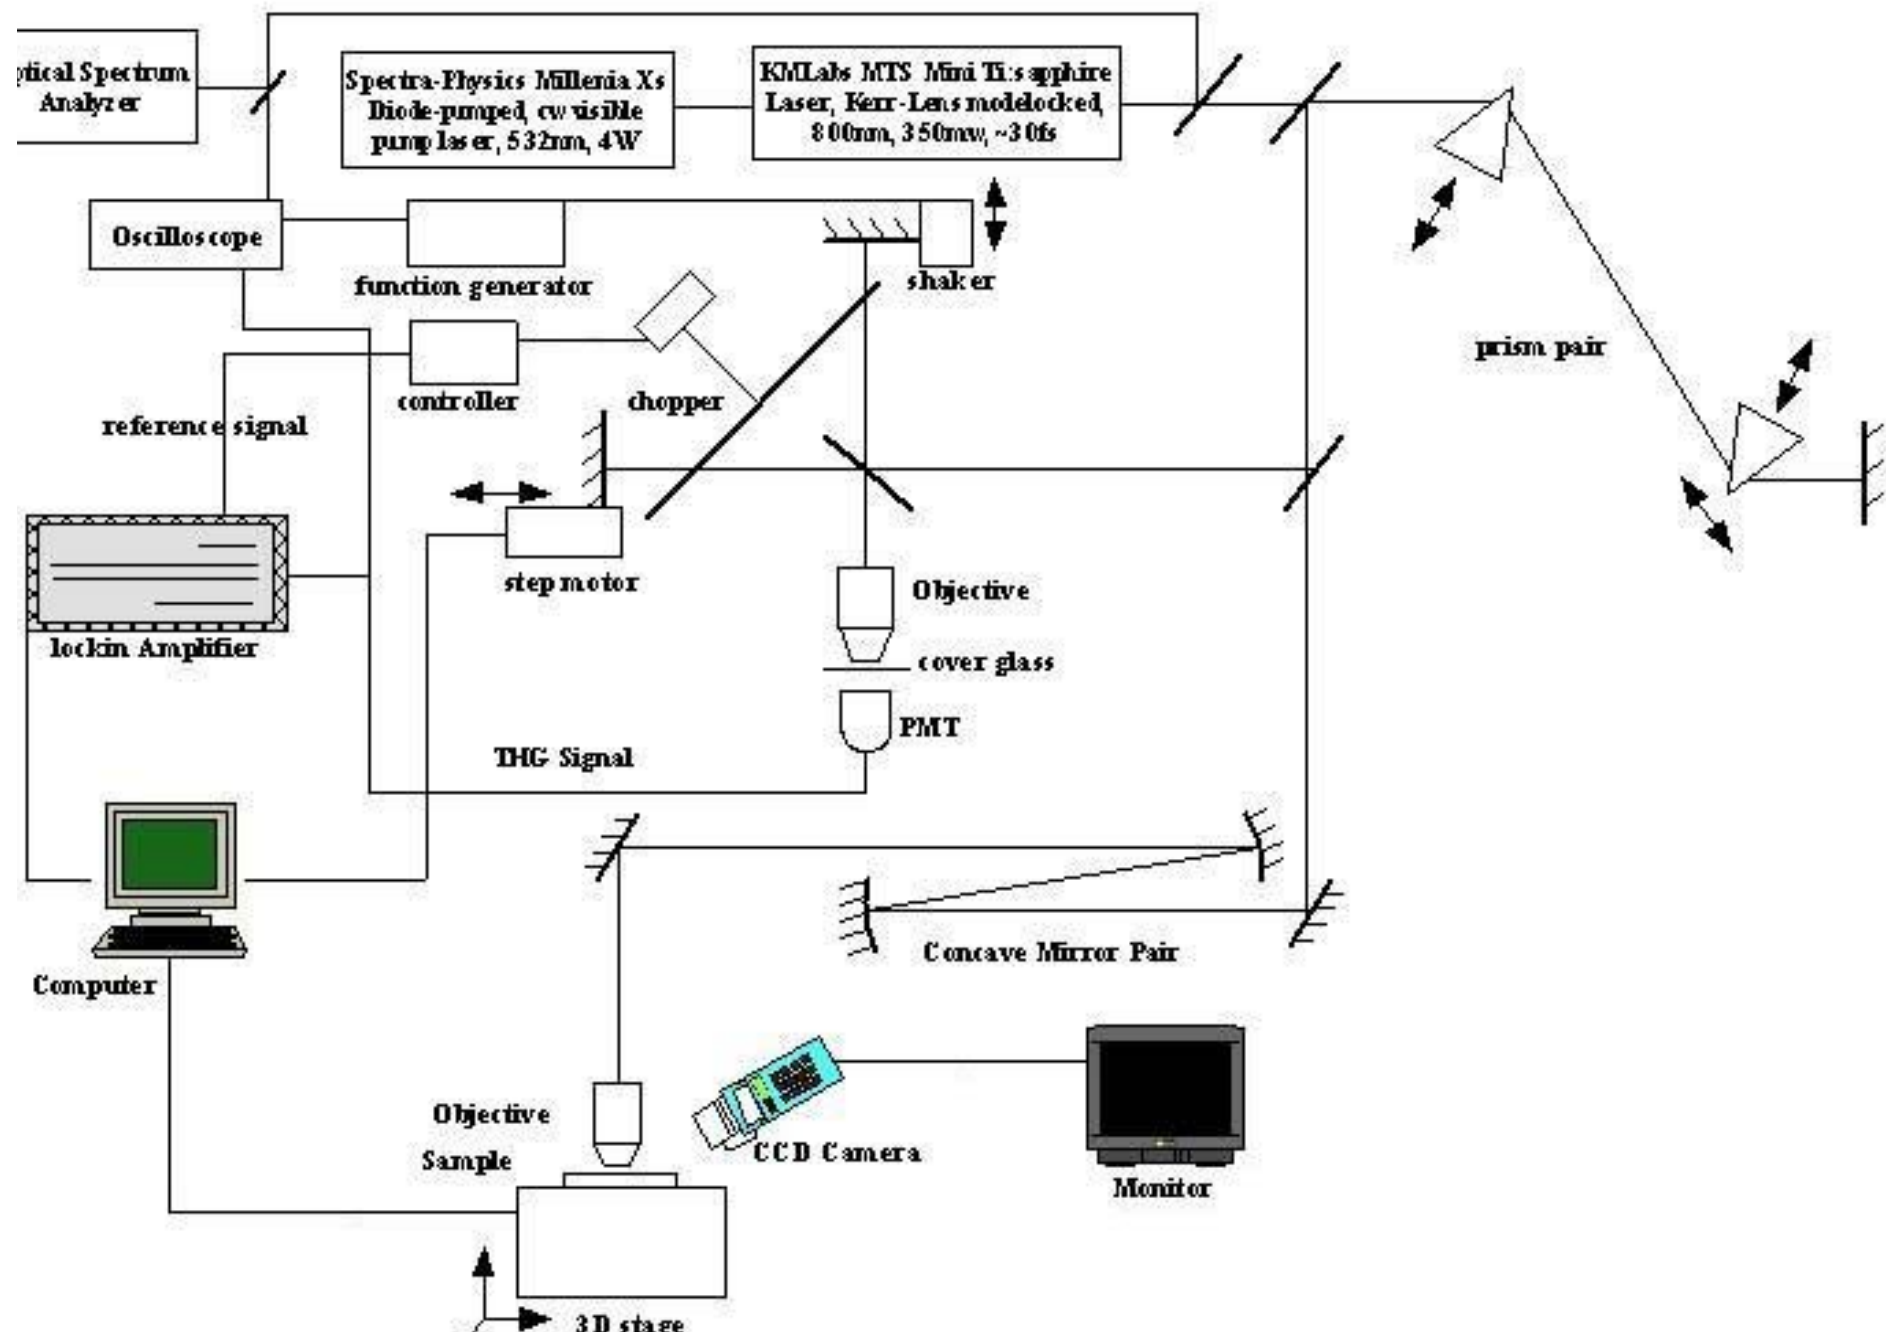 ptical Spectrum
Analyzer
Spectra-Physics Millenia Xs
Diode-pumped, cw visible
pump laser, 532nm, 4W
KMLabs MTS Mini Ti:sapphire
Laser, Kerr-Lens modelocked,
800nm, 350mw, ~30fs
Oscilloscope
function generator
shaker
prism pair
controller
chopper
reference signal
step motor
Objective
lockin Amplifier
cover glass
PMT
THG Signal
Concave Mirror Pair
Computer
Objective
Sample
CCD Camera
Monitor
3D stage